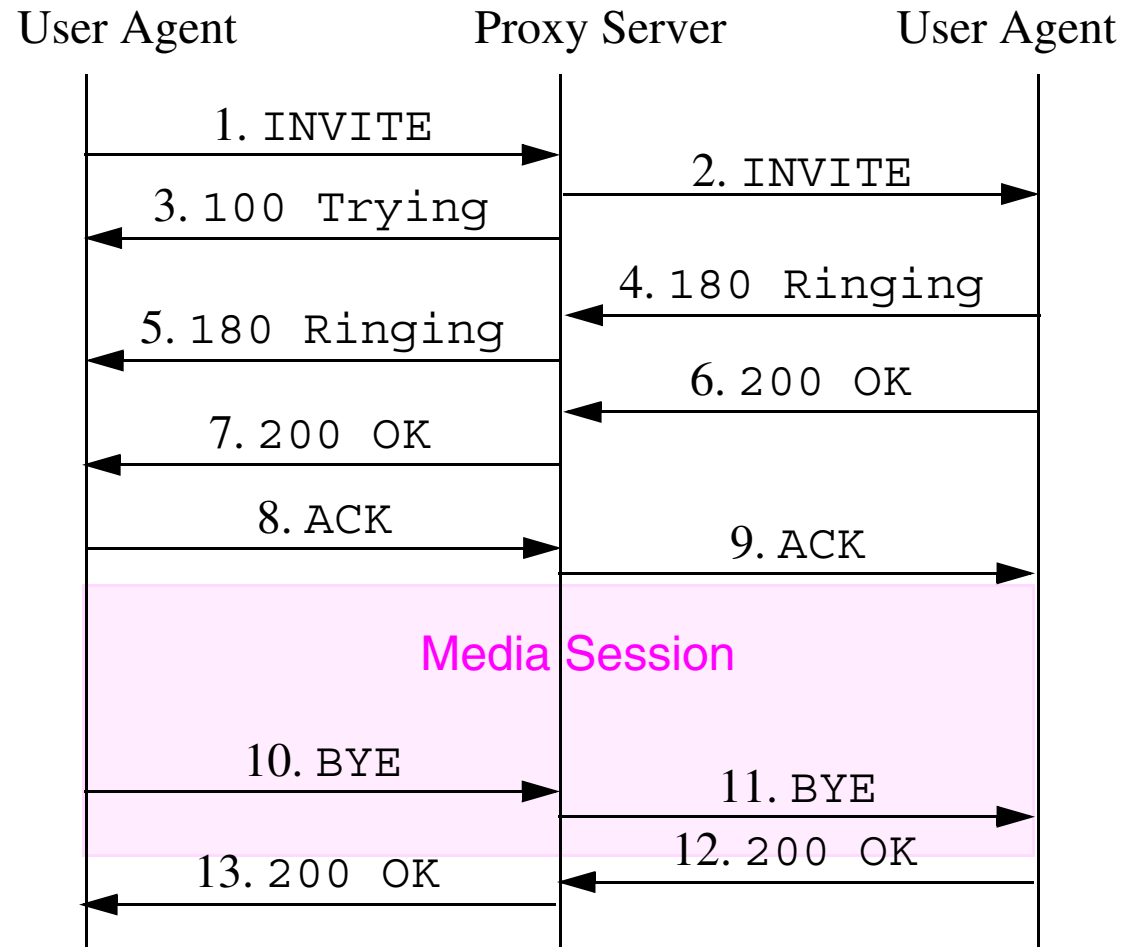 User Agent
Proxy Server
User Agent
1. INVITE
2. INVITE
3. 100 Trying
4. 180 Ringing
5. 180 Ringing
6. 200 OK
7. 200 OK
8. ACK
9. ACK
Media Session
10. BYE
11. BYE
12. 200 OK
13. 200 OK